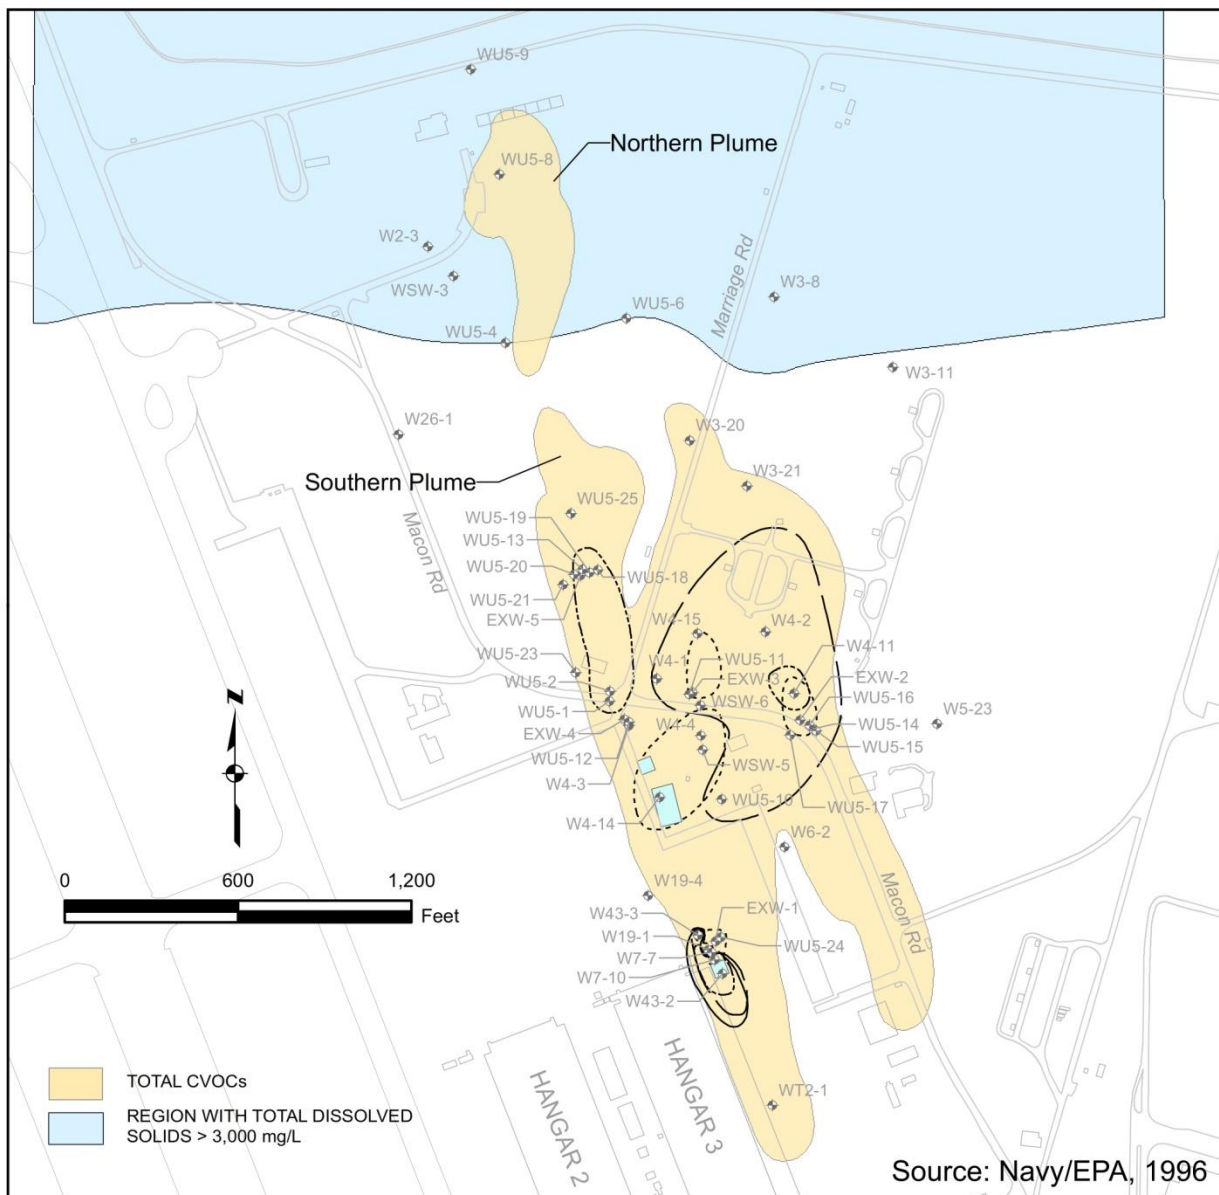 WU5-9
Northern Plume
WU5-8
W2-3
WSW-3
Marriage Rd
W3-8
WU5-6
WU5-4
W3-11
W26-1
W3-20
Southern Plume
W3-21
WU5-25
WU5-19
WU5-13
WU5-20
WU5-18
WU5-21
EXW-5
Macon Rd
W4-15
W4-2
W4-11
WU5-23
W4-1
WU5-11
EXW-2
WU5-2
EXW-3
WU5-16
WSW-6
WU5-1
WU5-14
W5-23
EXW-4
W4-4
WU5-15
WU5-12
WSW-5
W4-3
WU5-10
WU5-17
W4-14
W6-2
N
0
600
1,200
Feet
W19-4
Macon Rd
W43-3
EXW-1
W19-1
WU5-24
W7-7
W7-10
W43-2
HANGAR 2
HANGAR 3
WT2-1
TOTAL CVOCs
REGION WITH TOTAL DISSOLVED
SOLIDS > 3,000 mg/L
Source: Navy/EPA, 1996